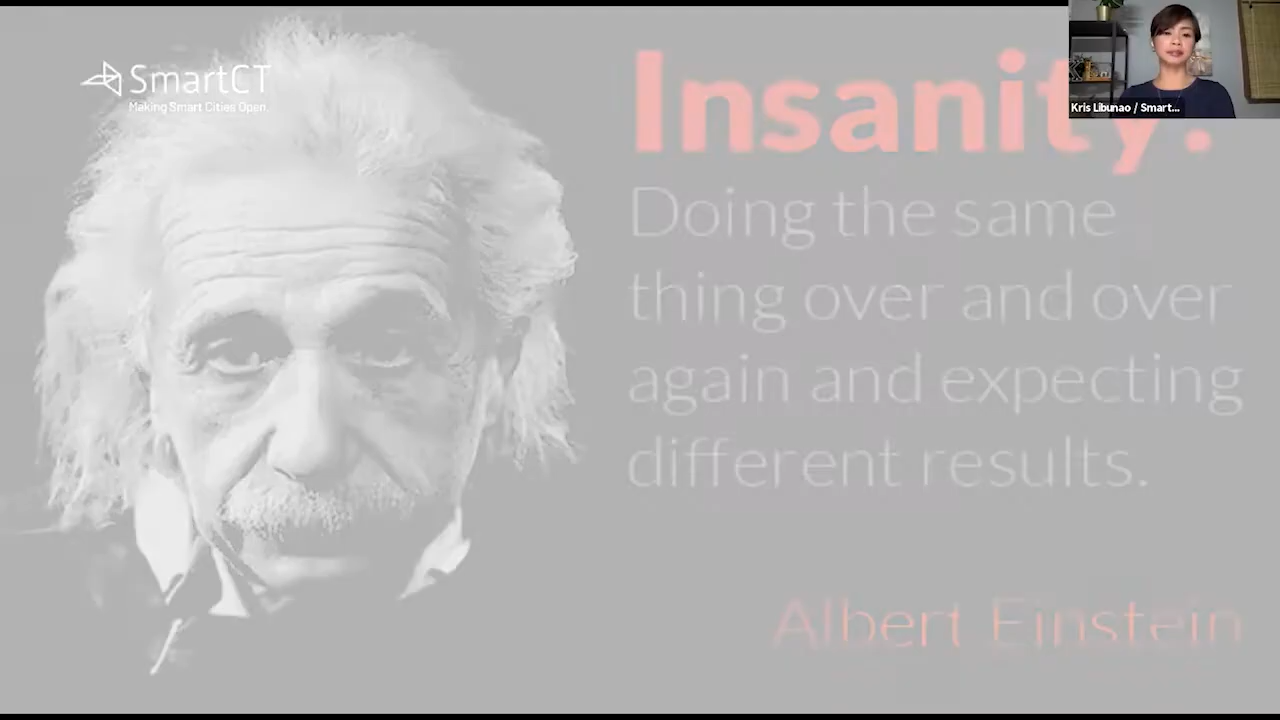 SmartCT
Making Smart Cities Open.
Insanity:
Doing the same
thing over and over
again and expecting
different results.
Albert Einstein
Kris Libunao / Smart...